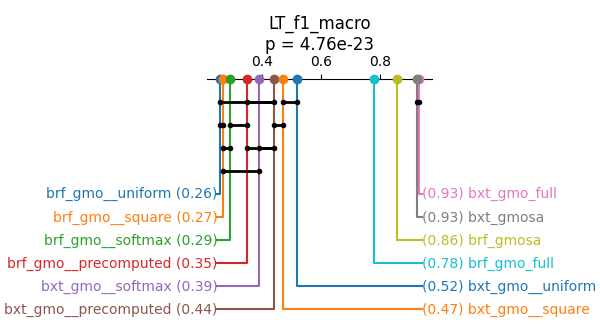 LT_f1_macro
p = 4.76e-23
0.4 0.6 0.8
brf_gmo__uniform (0.26) (0.93) bxt_gmo_full
brf_gmo__square (0.27) (0.93) bxt_gmosa
brf_gmo__softmax (0.29) (0.86) brf_gmosa
brf_gmo__precomputed (0.35) (0.78) brf_gmo_full
bxt_gmo__softmax (0.39) (0.52) bxt_gmo__uniform
bxt_gmo__precomputed (0.44) (0.47) bxt_gmo__square